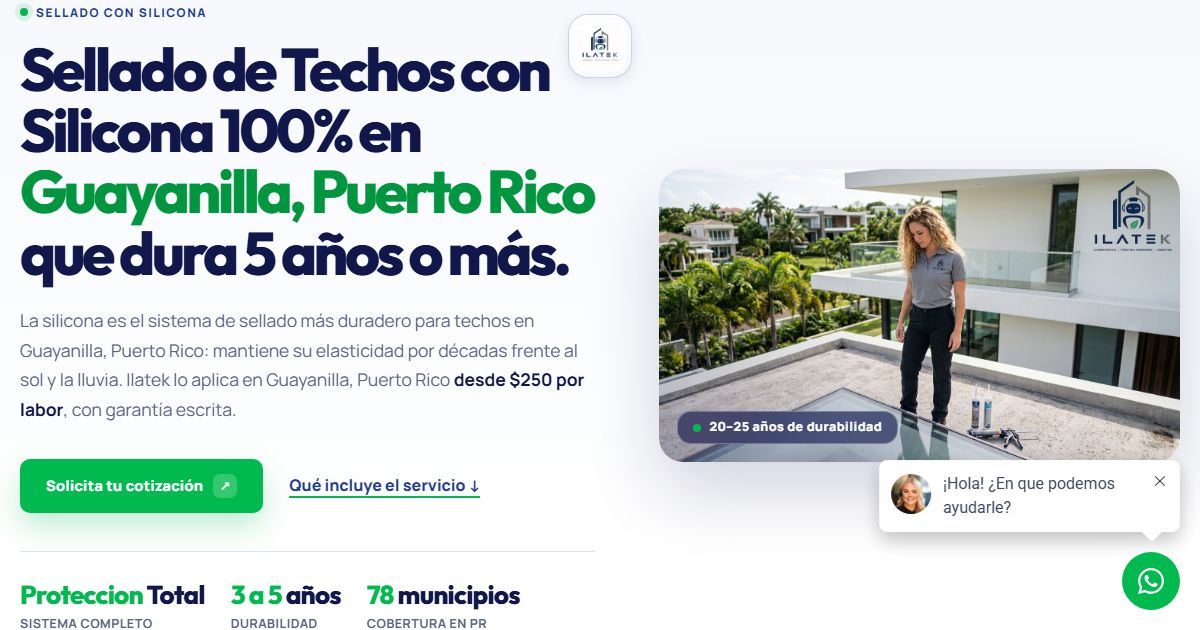 SELLADO CON SILICONA
ILATEK
Sellado de Techos con
Silicona 100% en
Guayanilla, Puerto Rico
que dura 5 años o más.
La silicona es el sistema de sellado más duradero para techos en
Guayanilla, Puerto Rico: mantiene su elasticidad por décadas frente al
sol y la lluvia. Ilatek lo aplica en Guayanilla, Puerto Rico desde $250 por
labor, con garantía escrita.
Solicita tu cotización ↗
Qué incluye el servicio ↓
Proteccion Total
SISTEMA COMPLETO
3 a 5 años
DURABILIDAD
78 municipios
COBERTURA EN PR
ILATEK
20–25 años de durabilidad
¡Hola! ¿En que podemos
ayudarle?